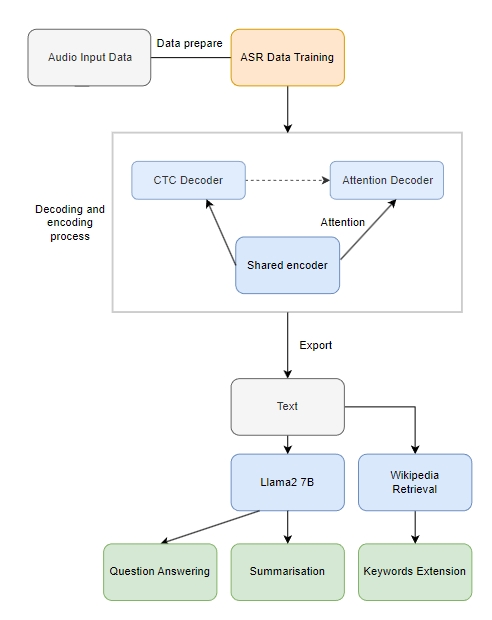 Data prepare
Audio Input Data
ASR Data Training
CTC Decoder
Attention Decoder
Decoding and
encoding
process
Attention
Shared encoder
Export
Text
Llama2 7B
Wikipedia
Retrieval
Question Answering
Summarisation
Keywords Extension